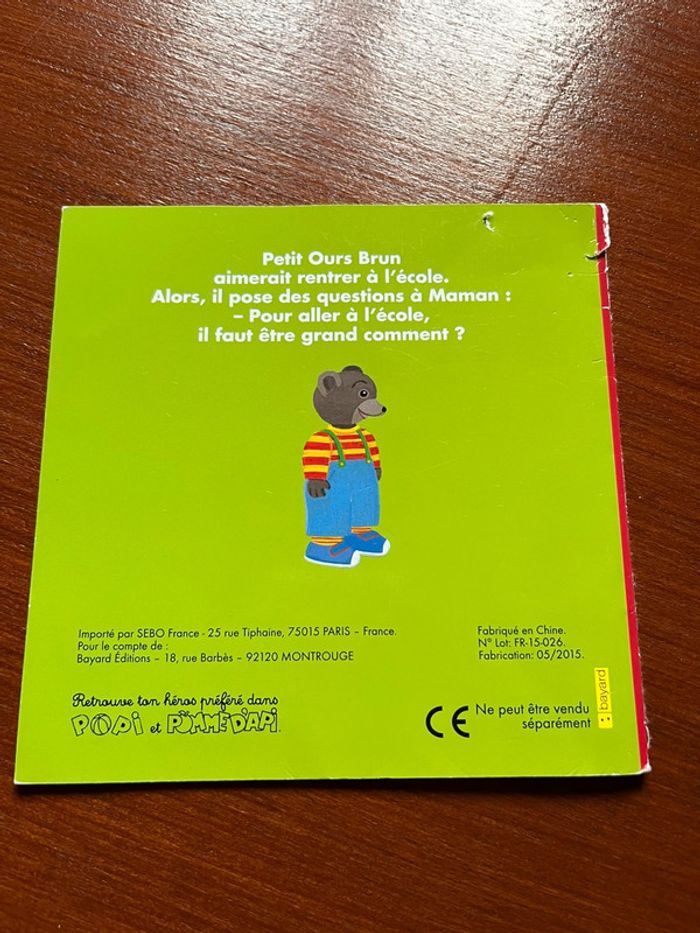 Petit Ours Brun
aimerait rentrer à l'école.
Alors, il pose des questions à Maman :
– Pour aller à l'école,
il faut être grand comment ?
Importé par SEBO France - 25 rue Tiphaine, 75015 PARIS – France.
Pour le compte de :
Bayard Éditions – 18, rue Barbès – 92120 MONTROUGE
Fabriqué en Chine.
N° Lot: FR-15-026.
Fabrication: 05/2015.
Retrouve ton héros préféré dans
POPi et POMME D'API.
CE
Ne peut être vendu
séparément
bayard